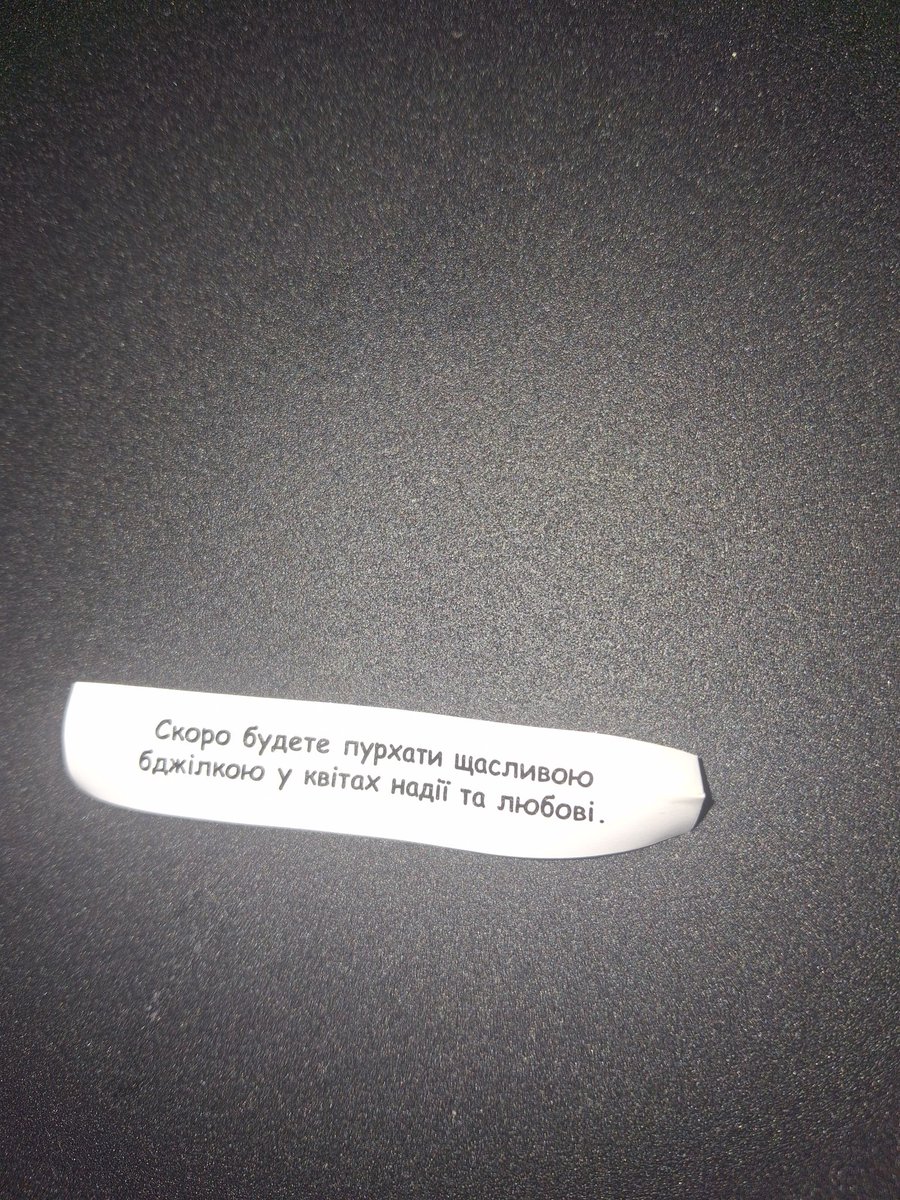 Скоро будете пурхати щасливою
бджілкою у квітах надії та любові.